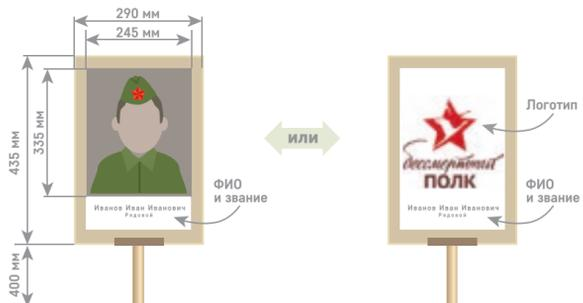 290 мм
245 мм
435 мм
335 мм
400 мм
ФИО
и звание
Иванов Иван Иванович
Рядовой
или
Логотип
бессмертный
ПОЛК
ФИО
и звание
Иванов Иван Иванович
Рядовой